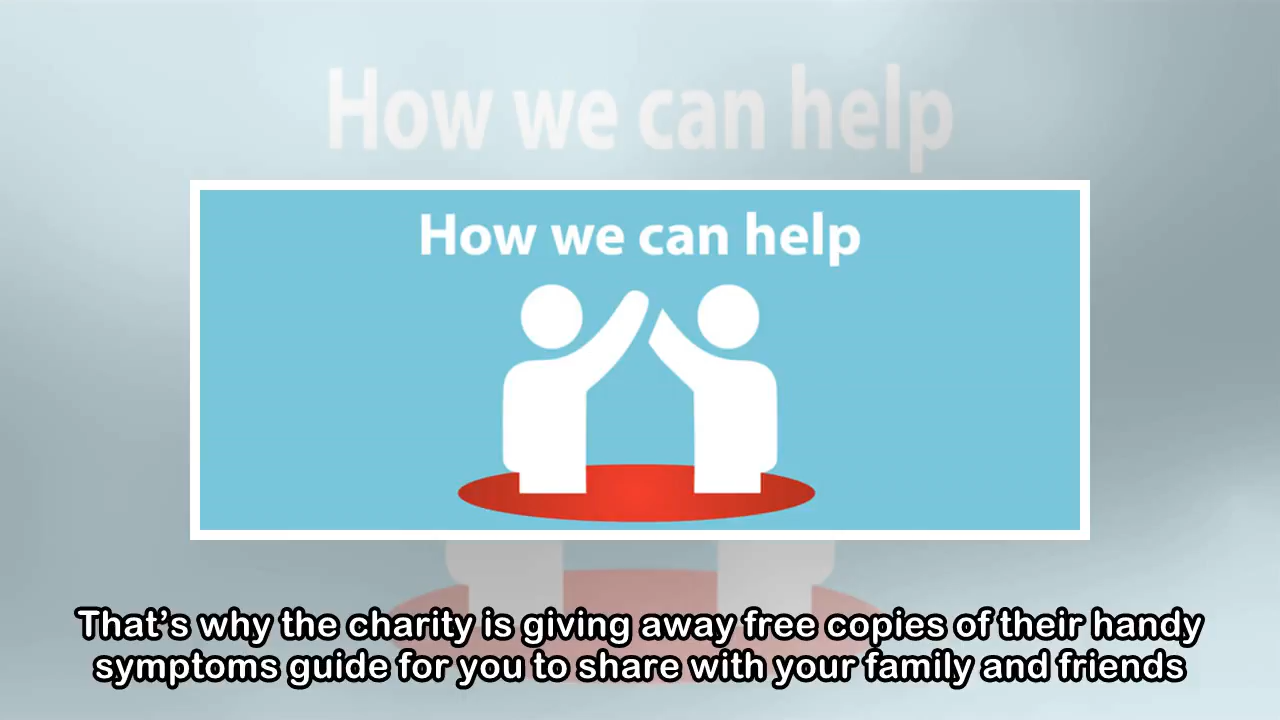 How we can help
How we can help
That's why the charity is giving away free copies of their handy
symptoms guide for you to share with your family and friends